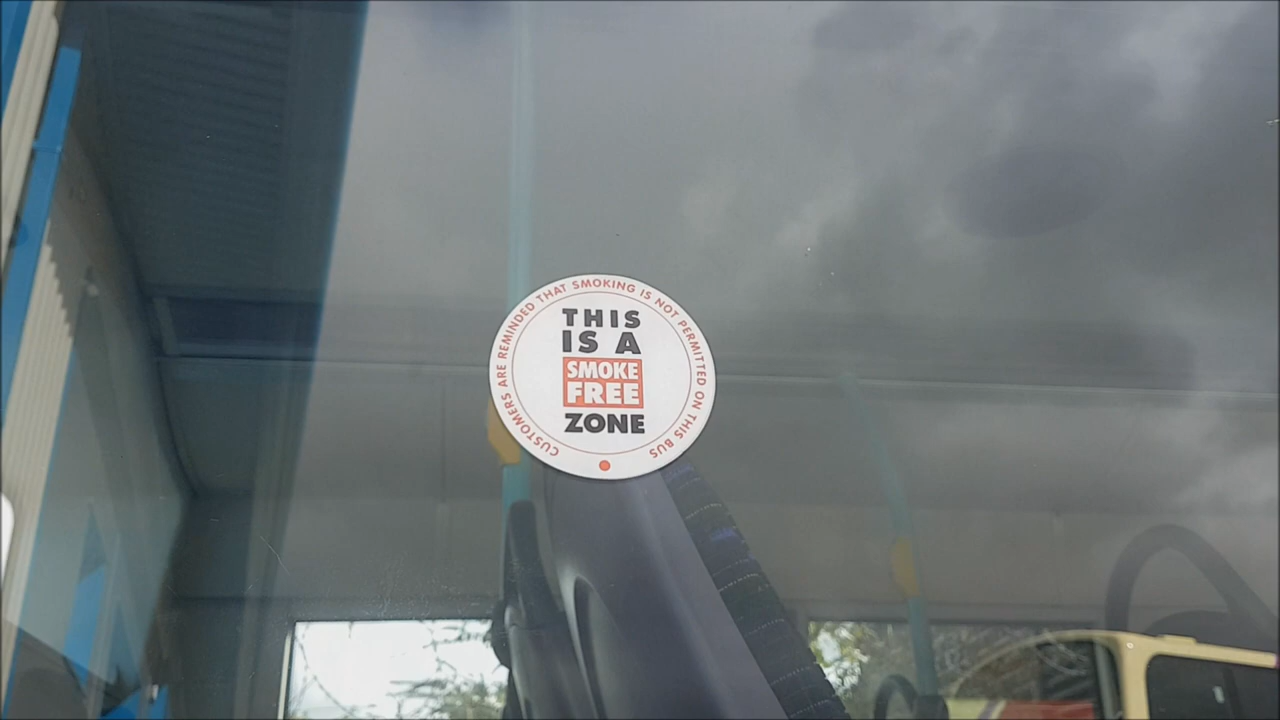 CUSTOMERS ARE REMINDED THAT SMOKING IS NOT PERMITTED ON THIS BUS
THIS
IS A
SMOKE
FREE
ZONE